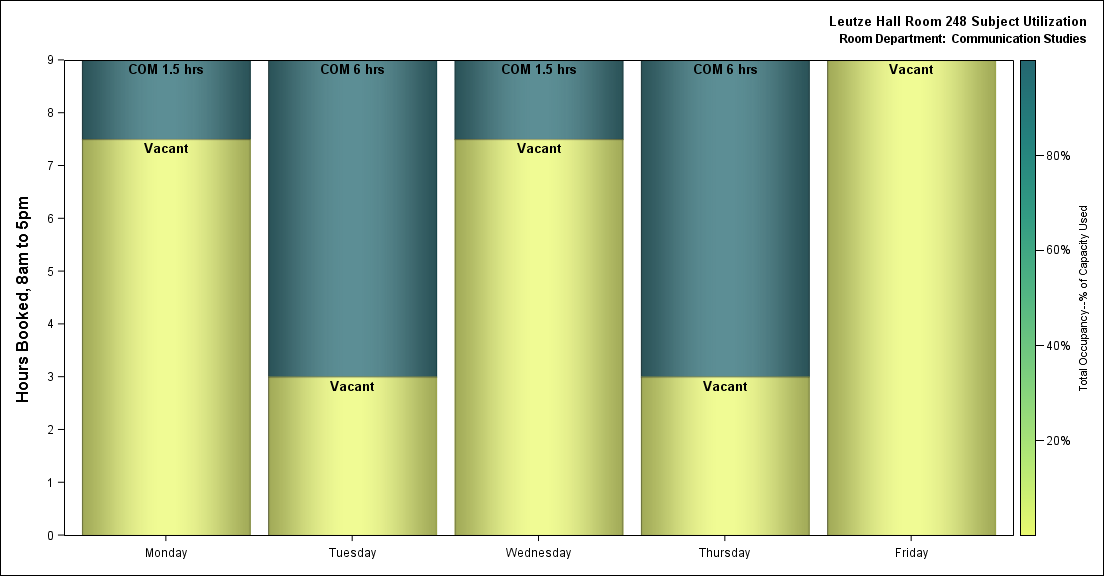 Leutze Hall Room 248 Subject Utilization
Room Department: Communication Studies
Hours Booked, 8am to 5pm
9
8
7
6
5
4
3
2
1
0
COM 1.5 hrs
Vacant
COM 6 hrs
Vacant
COM 1.5 hrs
Vacant
COM 6 hrs
Vacant
Vacant
Monday
Tuesday
Wednesday
Thursday
Friday
80%
60%
40%
20%
Total Occupancy--% of Capacity Used